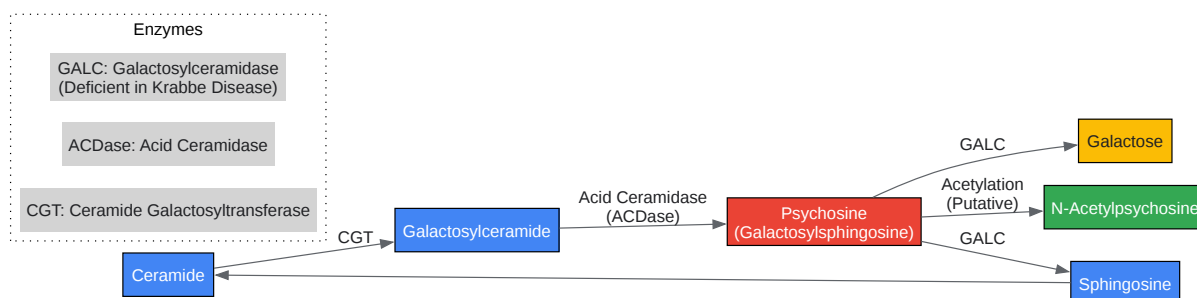 Enzymes
GALC: Galactosylceramidase
(Deficient in Krabbe Disease)
ACDase: Acid Ceramidase
CGT: Ceramide Galactosyltransferase
Ceramide
CGT
Galactosylceramide
Acid Ceramidase
(ACDase)
Psychosine
(Galactosylsphingosine)
GALC
Galactose
Acetylation
(Putative)
N-Acetylpsychosine
GALC
Sphingosine